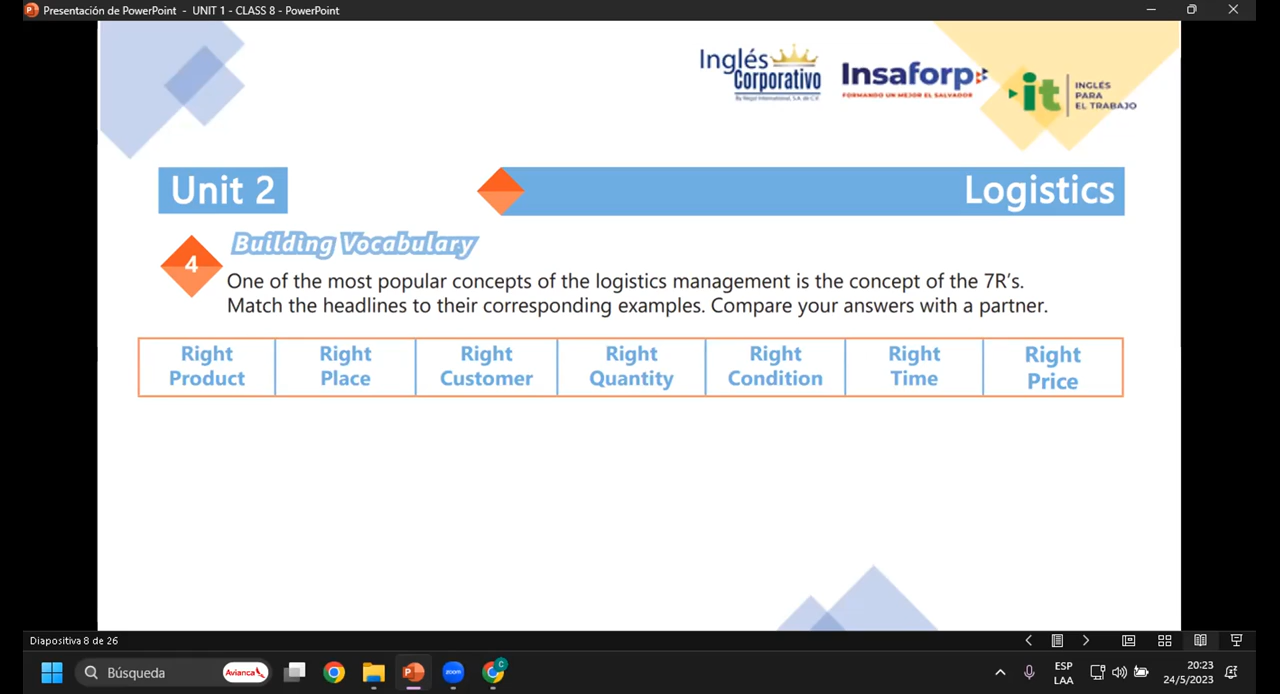 Presentación de PowerPoint - UNIT 1 - CLASS 8 - PowerPoint
Inglés
Corporativo
By Regal International, S.A. de C.V.
Insaforp
FORMANDO UN MEJOR EL SALVADOR
it
INGLÉS
PARA
EL TRABAJO
Unit 2
Logistics
4
Building Vocabulary
One of the most popular concepts of the logistics management is the concept of the 7R's.
Match the headlines to their corresponding examples. Compare your answers with a partner.
Right Product
Right Place
Right Customer
Right Quantity
Right Condition
Right Time
Right Price
Diapositiva 8 de 26
Búsqueda
Avianca
zoom
C
ESP
LAA
20:23
24/5/2023